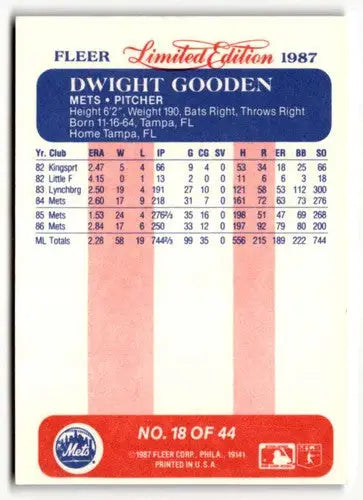 FLEER Limited Edition 1987
DWIGHT GOODEN
METS • PITCHER
Height 6'2", Weight 190, Bats Right, Throws Right
Born 11-16-64, Tampa, FL
Home Tampa, FL
Yr. Club ERA W L IP G CG SV H R ER BB SO
82 Kingsprt 2.47 5 4 66 9 4 0 53 34 18 25 66
82 Little F 4.15 0 1 13 2 0 0 11 6 6 3 18
83 Lynchbrg 2.50 19 4 191 27 10 0 121 58 53 112 300
84 Mets 2.60 17 9 218 31 7 0 161 72 63 73 276
85 Mets 1.53 24 4 276⅔ 35 16 0 198 51 47 69 268
86 Mets 2.84 17 6 250 33 12 0 197 92 79 80 200
ML Totals 2.28 58 19 744⅔ 99 35 0 556 215 189 222 744
Mets
NO. 18 OF 44
©1987 FLEER CORP., PHILA. 19141
PRINTED IN U.S.A.